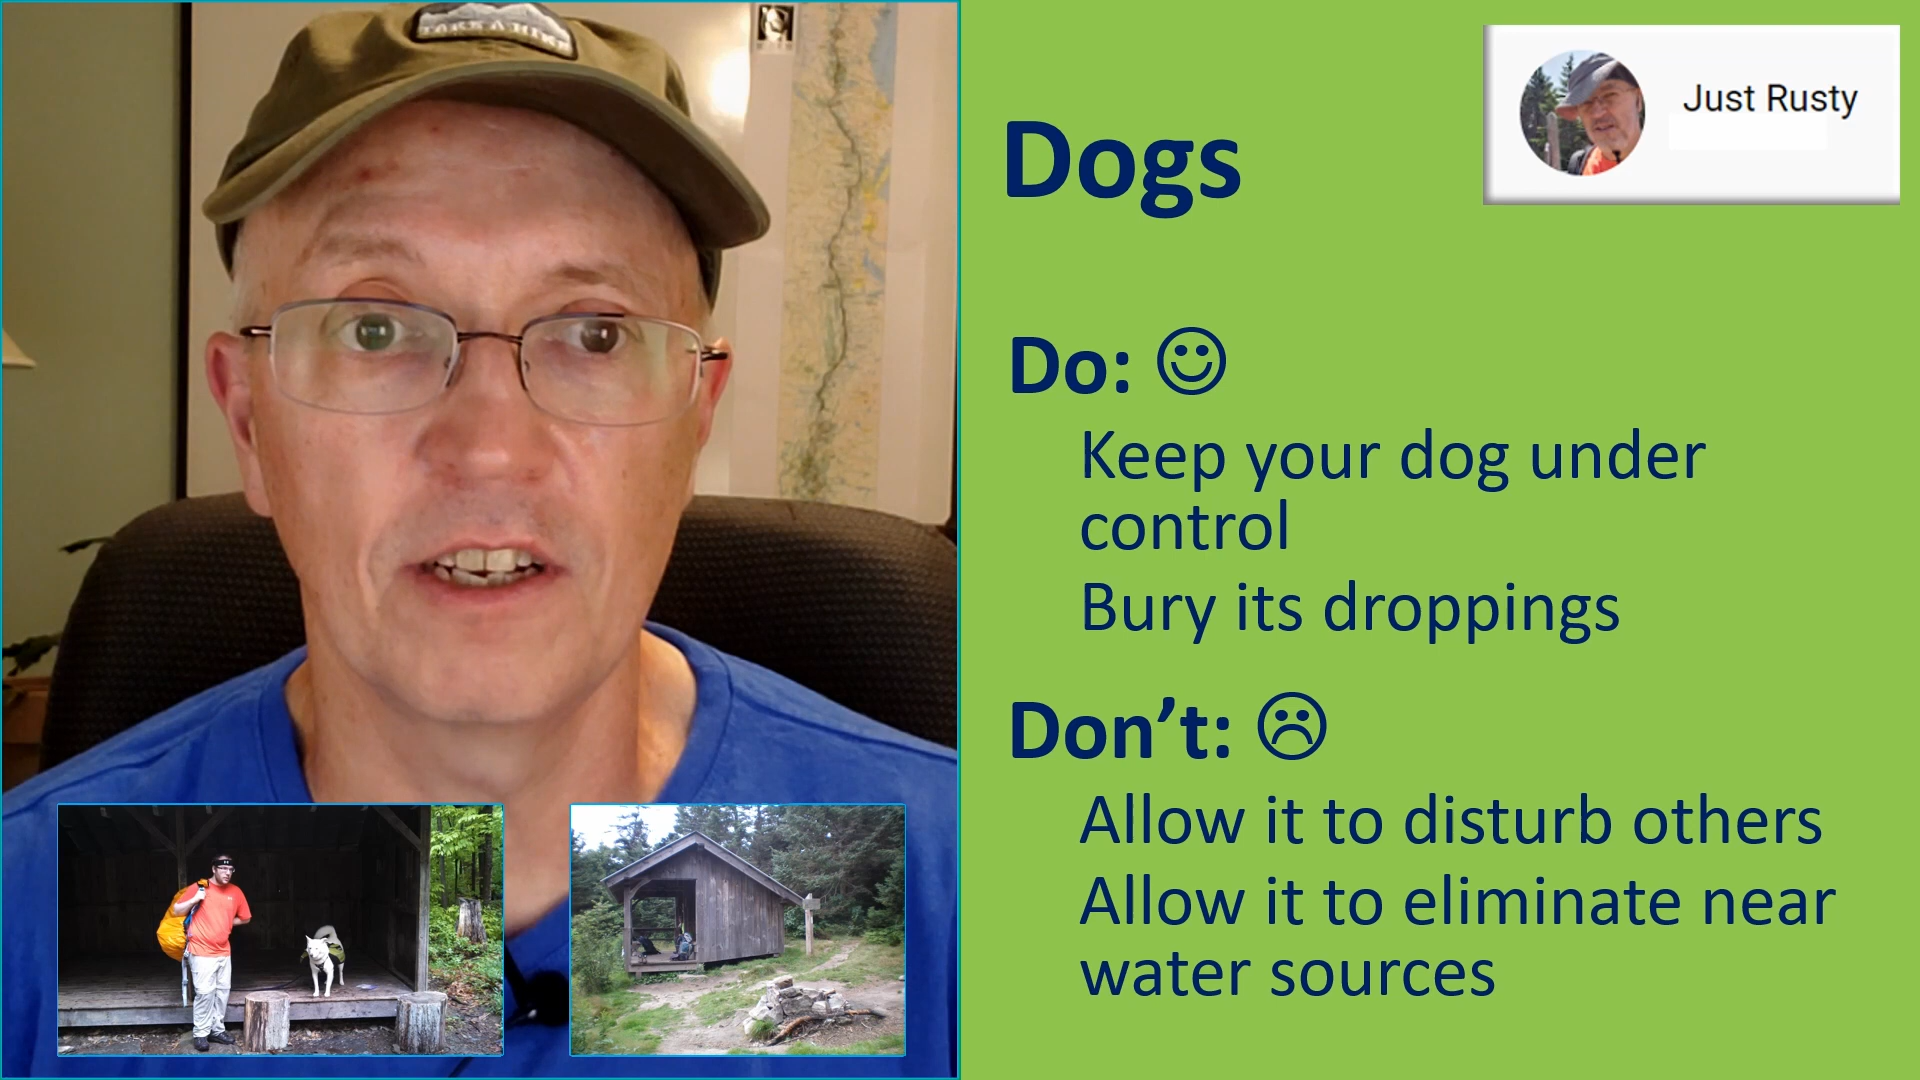 Just Rusty
Dogs
Do: ☺
Keep your dog under
control
Bury its droppings
Don’t: ☹
Allow it to disturb others
Allow it to eliminate near
water sources